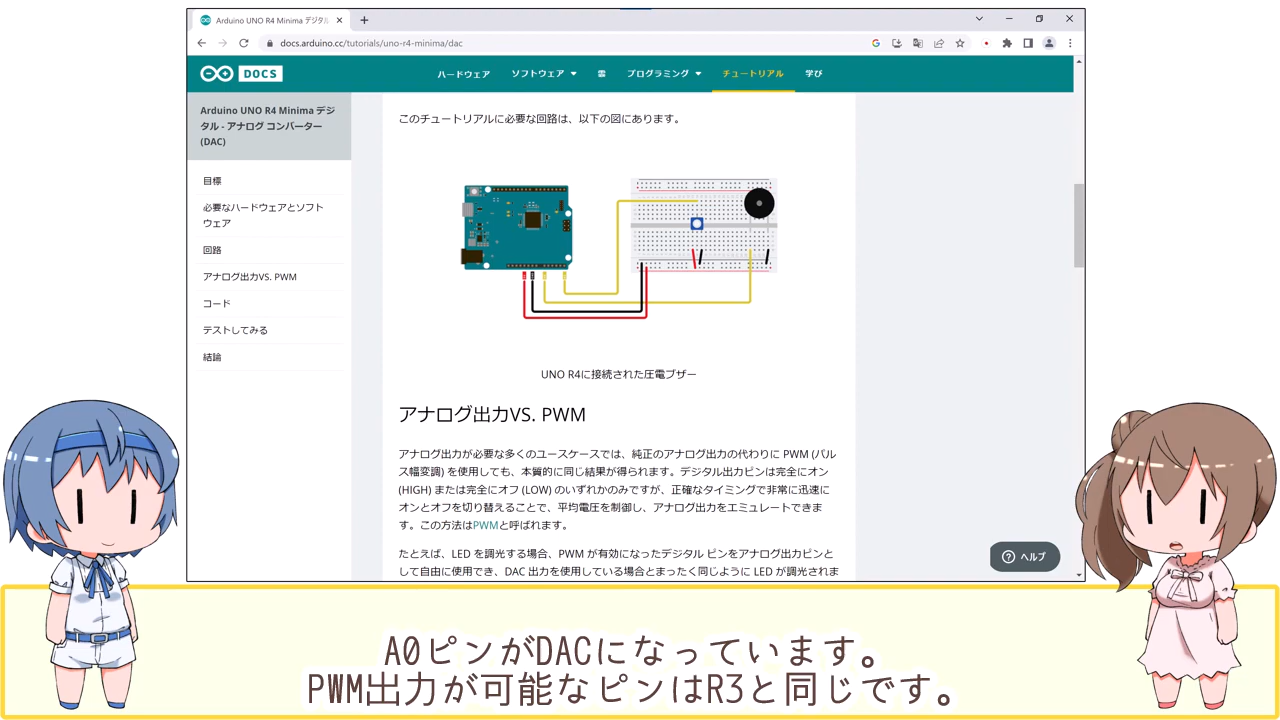 Arduino UNO R4 Minima デジタル
docs.arduino.cc/tutorials/uno-r4-minima/dac
DOCS
ハードウェア
ソフトウェア
雲
プログラミング
チュートリアル
学び
Arduino UNO R4 Minima デジ
タル - アナログ コンバーター
(DAC)
目標
必要なハードウェアとソフト
ウェア
回路
アナログ出力VS. PWM
コード
テストしてみる
結論
このチュートリアルに必要な回路は、以下の図にあります。
UNO R4に接続された圧電ブザー
アナログ出力VS. PWM
アナログ出力が必要な多くのユースケースでは、純正のアナログ出力の代わりに PWM (パル
ス幅変調) を使用しても、本質的に同じ結果が得られます。デジタル出力ピンは完全にオン
(HIGH) または完全にオフ (LOW) のいずれかのみですが、正確なタイミングで非常に迅速に
オンとオフを切り替えることで、平均電圧を制御し、アナログ出力をエミュレートできま
す。この方法はPWMと呼ばれます。
たとえば、LED を調光する場合、PWM が有効になったデジタル ピンをアナログ出力ピンと
して自由に使用でき、DAC 出力を使用している場合とまったく同じように LED が調光されま
ヘルプ
A0ピンがDACになっています。
PWM出力が可能なピンはR3と同じです。